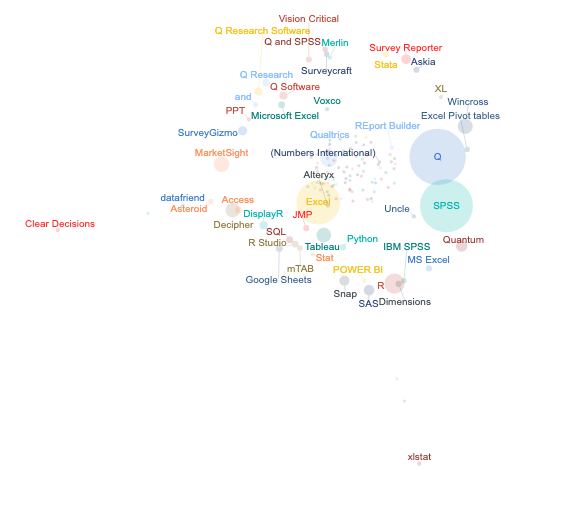 Vision Critical
Q Research Software
Q and SPSS
Merlin
Survey Reporter
Stata
Askia
Surveycraft
Q Research
Q Software
XL
and
Voxco
Wincross
PPT
Microsoft Excel
Excel Pivot tables
SurveyGizmo
Qualtrics
REport Builder
MarketSight
(Numbers International)
Q
Alteryx
datafriend
Access
Excel
Asteroid
DisplayR
JMP
Uncle
SPSS
Clear Decisions
Decipher
SQL
R Studio
Tableau
Python
IBM SPSS
Quantum
Stat
MS Excel
mTAB
POWER BI
Google Sheets
Snap
R
SAS
Dimensions
xlstat